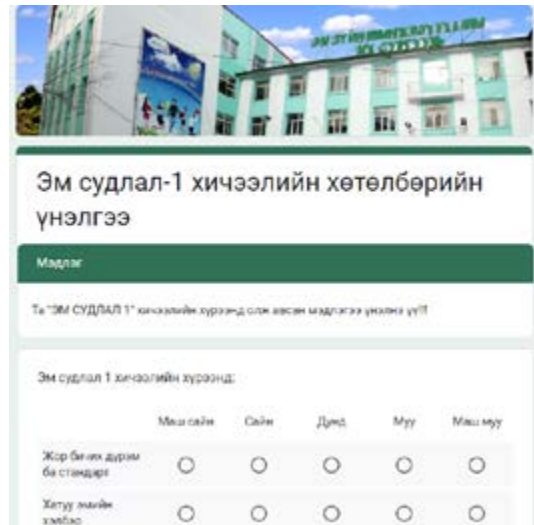 Эм судлал-1 хичээлийн хөтөлбөрийн
үнэлгээ
Мэдлэг
Та "ЭМ СУДЛАЛ 1" хичээлийн хүрээнд олж авсан мэдлэгээ үнэлнэ үү!!!
Эм судлал 1 хичээлийн хүрээнд:
Маш сайн Сайн Дунд Муу Маш муу
Жор бичих дүрэм
ба стандарт
Хатуу эмийн
хэлбэр